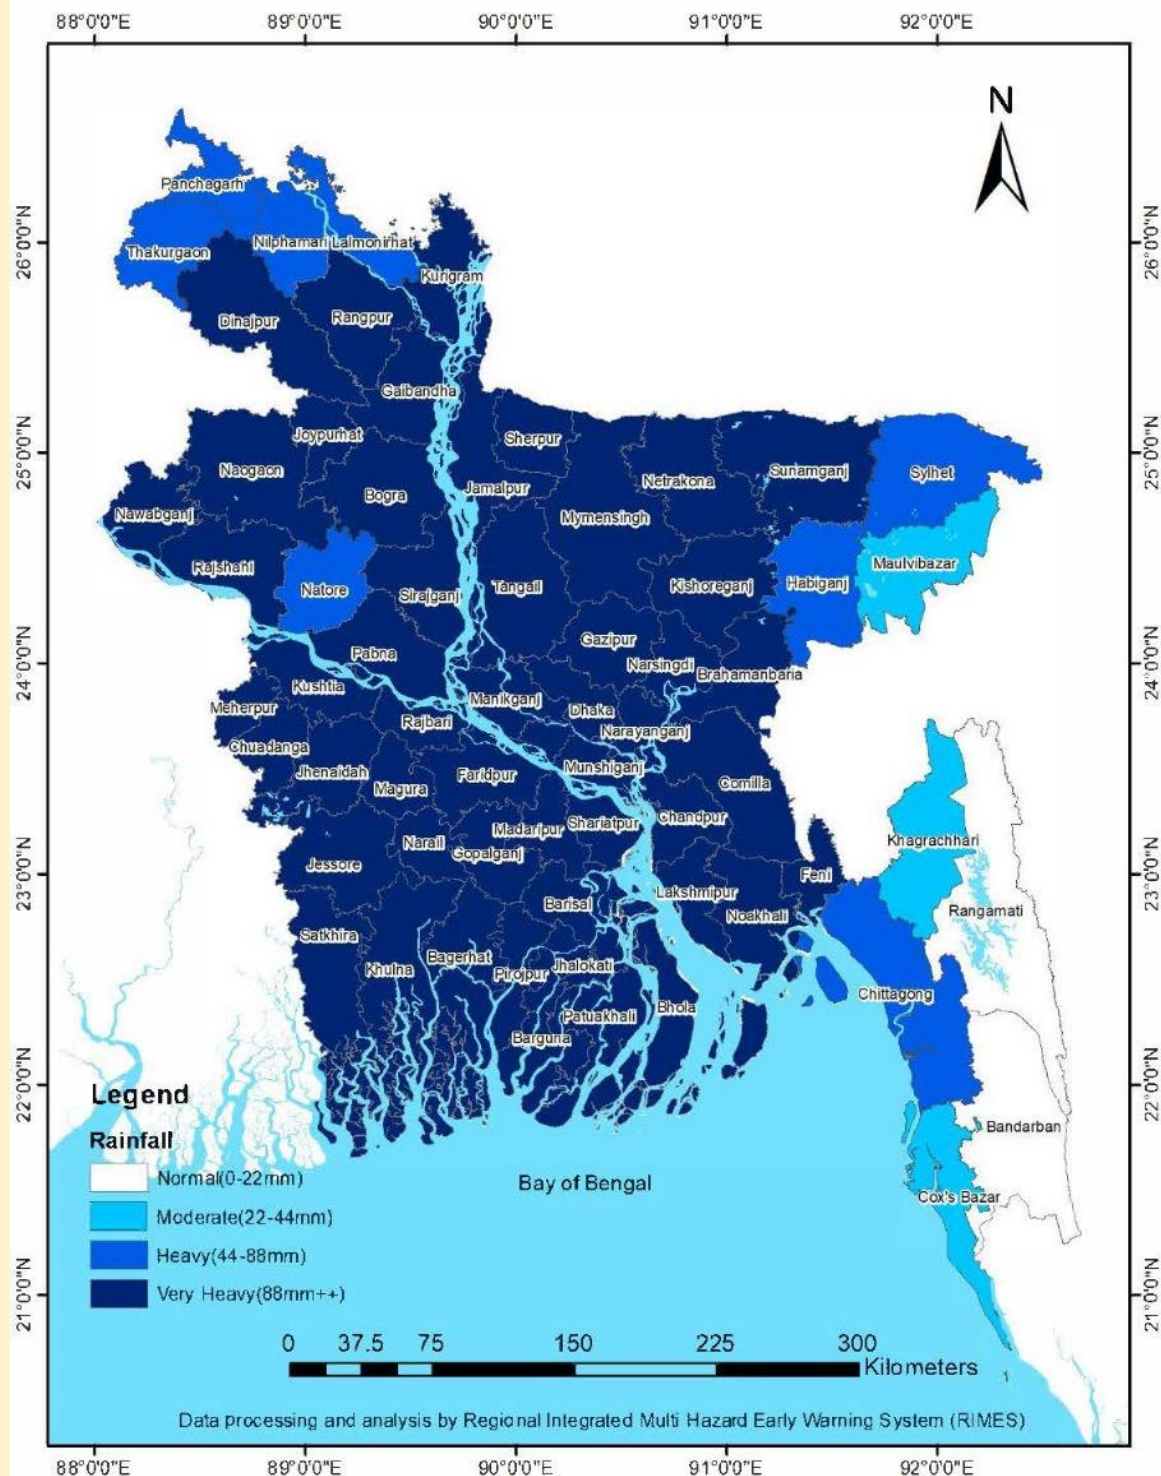 88°0'0"E 89°0'0"E 90°0'0"E 91°0'0"E 92°0'0"E
N
Panchagarh
26°0'0"N
26°0'0"N
Thakurgaon
Nilphamari
Lalmonirhat
Kurigram
Dinajpur
Rangpur
Gaibandha
Joypurhat
Sherpur
25°0'0"N
25°0'0"N
Naogaon
Sunamganj
Sylhet
Netrakona
Bogra
Jamalpur
Nawabganj
Mymensingh
Rajshahi
Maulvibazar
Natore
Sirajganj
Tangail
Kishoreganj
Habiganj
Gazipur
24°0'0"N
24°0'0"N
Pabna
Narsingdi
Brahamanbaria
Kushtia
Manikganj
Meherpur
Dhaka
Rajbari
Narayanganj
Chuadanga
Jhenaidah
Faridpur
Munshiganj
Magura
Comilla
Chandpur
Shariatpur
Madaripur
Narail
Gopalganj
Khagrachhari
Jessore
23°0'0"N
23°0'0"N
Feni
Lakshmipur
Barisal
Noakhali
Rangamati
Satkhira
Bagerhat
Khulna
Pirojpur
Jhalokati
Chittagong
Bhola
Patuakhali
Barguna
22°0'0"N
22°0'0"N
Bandarban
Cox's Bazar
Bay of Bengal
Legend
Rainfall
Normal(0-22mm)
Moderate(22-44mm)
Heavy(44-88mm)
Very Heavy(88mm++)
21°0'0"N
21°0'0"N
0 37.5 75 150 225 300
Kilometers
Data processing and analysis by Regional Integrated Multi Hazard Early Warning System (RIMES)
88°0'0"E 89°0'0"E 90°0'0"E 91°0'0"E 92°0'0"E